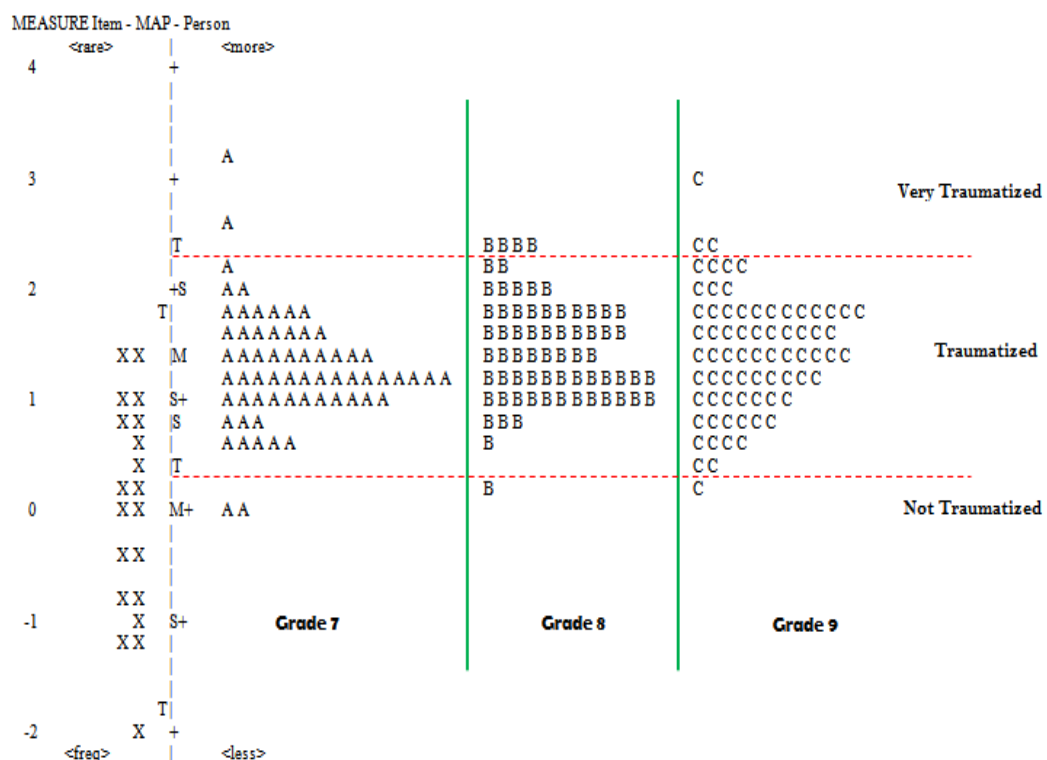 MEASURE Item - MAP - Person
<rare> | <more>
4 +
|
|
|
| A
3 + C
Very Traumatized
|
| A
|T BBBB CC
| A BB CCCC
2 +S AA BBBBB CCC
T| AAAAAA BBBBBBBBBB CCCCCCCCCCCC
| AAAAAAA BBBBBBBBBB CCCCCCCCCC
XX |M AAAAAAAAAA BBBBBBBB CCCCCCCCCCC Traumatized
| AAAAAAAAAAAAAAA BBBBBBBBBBBB CCCCCCCCC
1 XX S+ AAAAAAAAAAA BBBBBBBBBBBB CCCCCCC
XX |S AAA BBB CCCCCC
X | AAAAA B CCCC
X |T CC
XX | B C
0 XX M+ AA Not Traumatized
|
XX |
|
XX |
-1 X S+ Grade 7 Grade 8 Grade 9
XX |
|
|
T|
-2 X +
<freq> | <less>